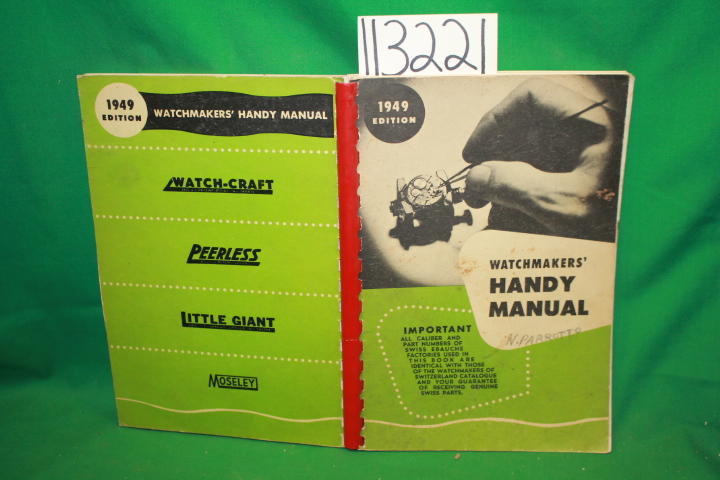 113221
1949
EDITION
WATCHMAKERS' HANDY MANUAL
WATCH-CRAFT
PEERLESS
LITTLE GIANT
MOSELEY
1949
EDITION
WATCHMAKERS'
HANDY
MANUAL
N. PARROTTO
IMPORTANT
ALL CALIBER AND
PART NUMBERS OF
SWISS EBAUCHE
FACTORIES USED IN
THIS BOOK ARE
IDENTICAL WITH THOSE
OF THE WATCHMAKERS OF
SWITZERLAND CATALOGUE
AND YOUR GUARANTEE
OF RECEIVING GENUINE
SWISS PARTS.